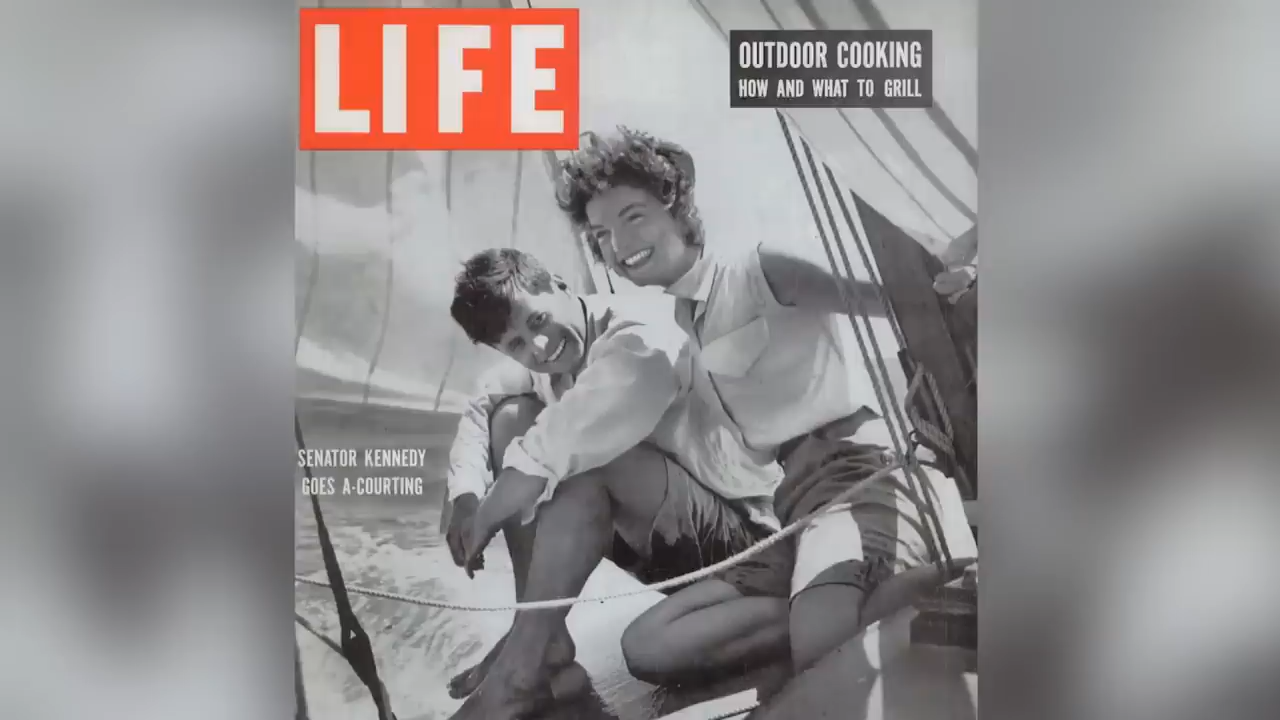 LIFE
OUTDOOR COOKING
HOW AND WHAT TO GRILL
SENATOR KENNEDY
GOES A-COURTING